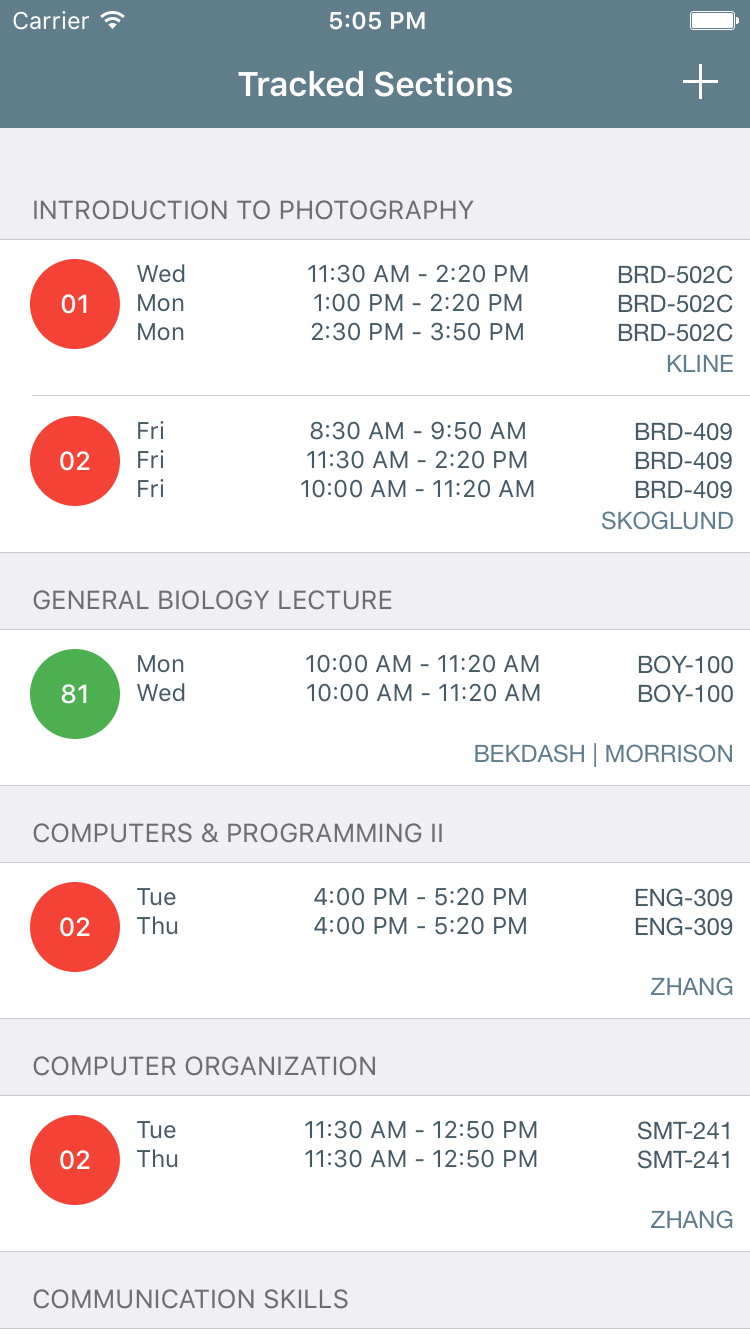 Carrier 5:05 PM
Tracked Sections +
INTRODUCTION TO PHOTOGRAPHY
01 Wed 11:30 AM - 2:20 PM BRD-502C
Mon 1:00 PM - 2:20 PM BRD-502C
Mon 2:30 PM - 3:50 PM BRD-502C
KLINE
02 Fri 8:30 AM - 9:50 AM BRD-409
Fri 11:30 AM - 2:20 PM BRD-409
Fri 10:00 AM - 11:20 AM BRD-409
SKOGLUND
GENERAL BIOLOGY LECTURE
81 Mon 10:00 AM - 11:20 AM BOY-100
Wed 10:00 AM - 11:20 AM BOY-100
BEKDASH | MORRISON
COMPUTERS & PROGRAMMING II
02 Tue 4:00 PM - 5:20 PM ENG-309
Thu 4:00 PM - 5:20 PM ENG-309
ZHANG
COMPUTER ORGANIZATION
02 Tue 11:30 AM - 12:50 PM SMT-241
Thu 11:30 AM - 12:50 PM SMT-241
ZHANG
COMMUNICATION SKILLS